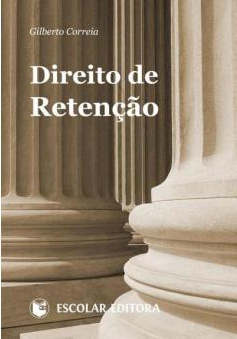 Gilberto Correia
Direito de
Retenção
ESCOLAR EDITORA